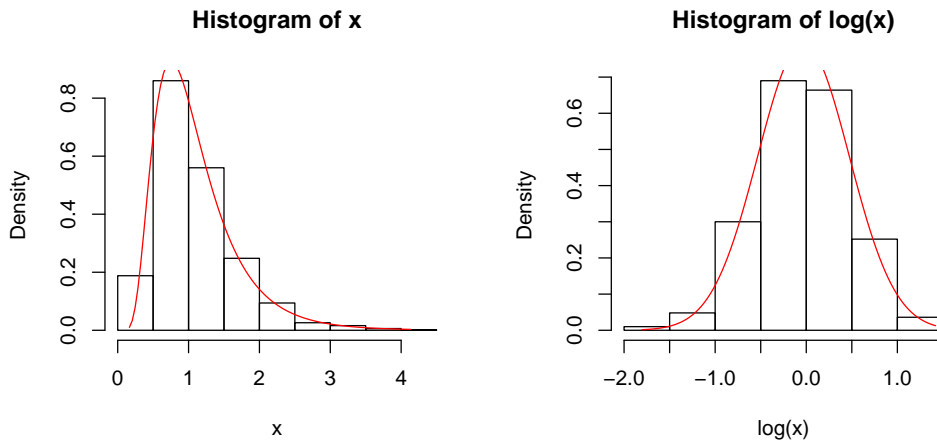 Histogram of x
Density
0.0 0.2 0.4 0.6 0.8
0 1 2 3 4
x
Histogram of log(x)
Density
0.0 0.2 0.4 0.6
−2.0 −1.0 0.0 1.0
log(x)